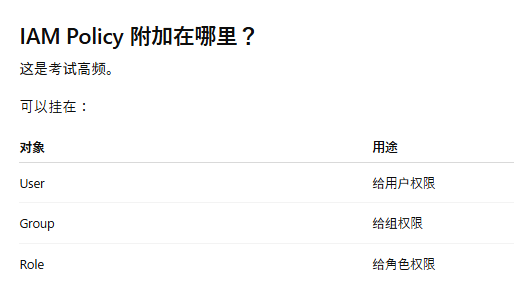 IAM Policy 附加在哪里？
这是考试高频。
可以挂在：
对象 用途
User 给用户权限
Group 给组权限
Role 给角色权限